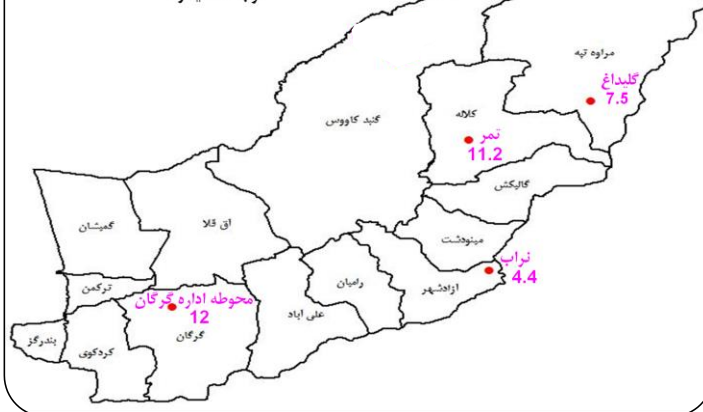 مراوه تپه
گلیداغ
7.5
کلاله
تمر
11.2
گنبد کاووس
گالیکش
مینودشت
نراب
4.4
آزادشهر
رامیان
علی آباد
اق قلا
گمیشان
ترکمن
محوطه اداره گرگان
12
گرگان
کردکوی
بندرگز